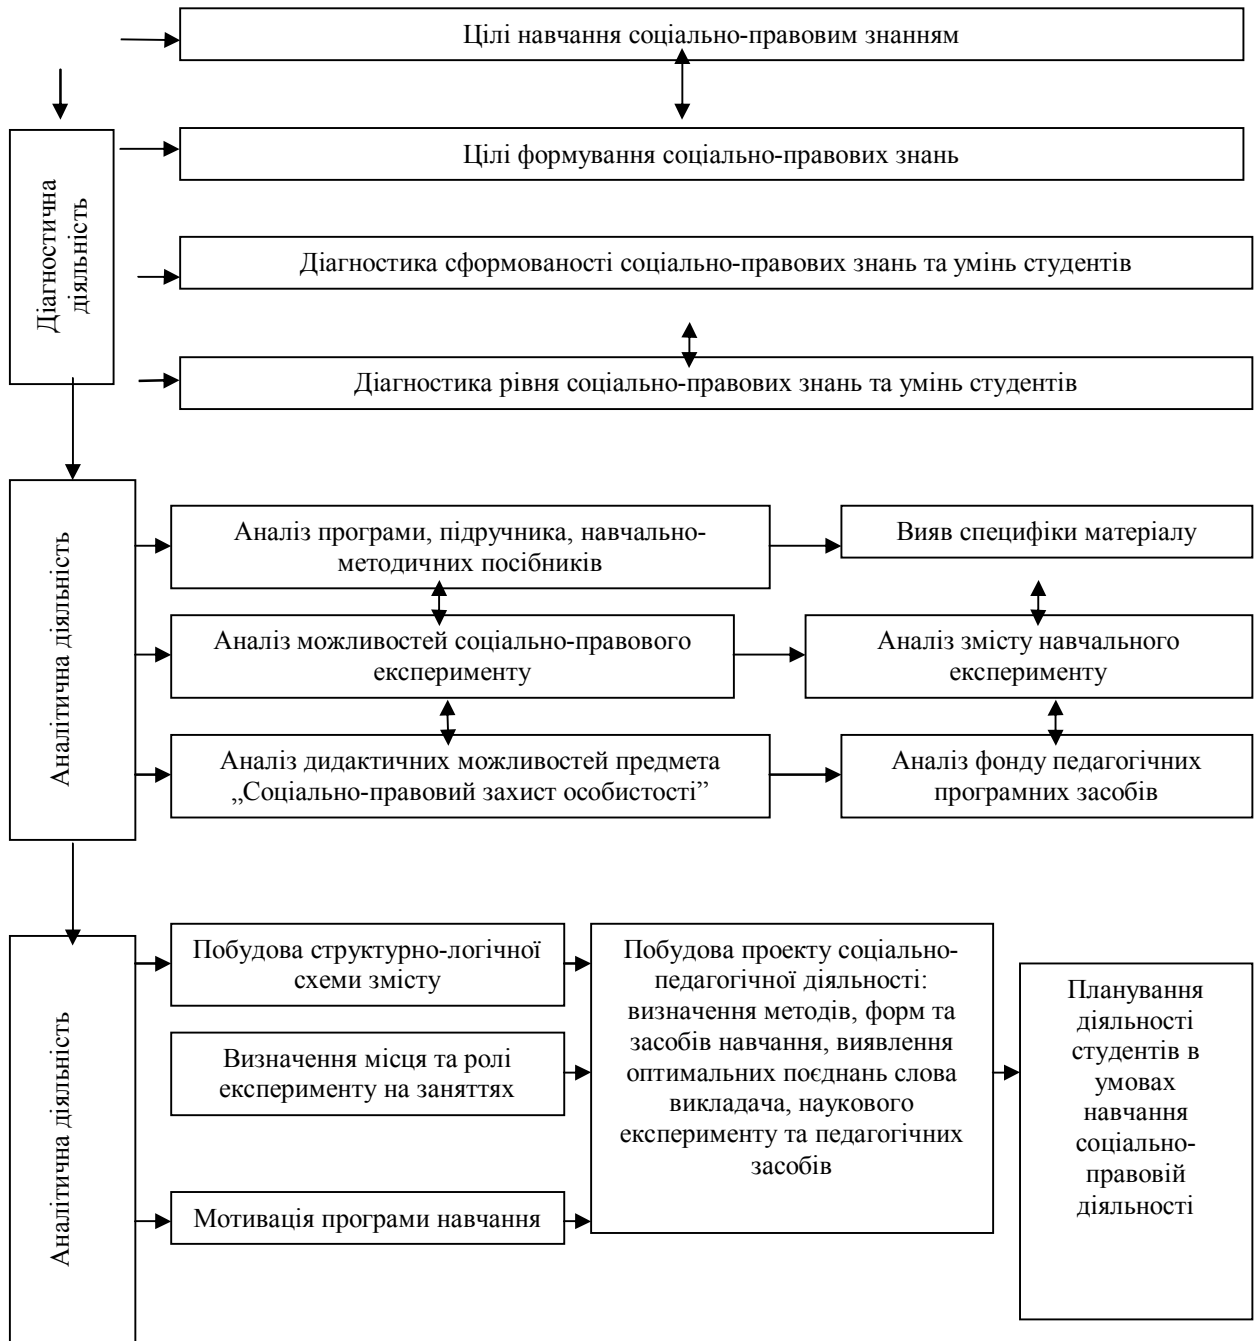 Цілі навчання соціально-правовим знанням
Цілі формування соціально-правових знань
Діагностична
діяльність
Діагностика сформованості соціально-правових знань та умінь студентів
Діагностика рівня соціально-правових знань та умінь студентів
Аналітична діяльність
Аналіз програми, підручника, навчально-
методичних посібників
Вияв специфіки матеріалу
Аналіз можливостей соціально-правового
експерименту
Аналіз змісту навчального
експерименту
Аналіз дидактичних можливостей предмета
„Соціально-правовий захист особистості”
Аналіз фонду педагогічних
програмних засобів
Аналітична діяльність
Побудова структурно-логічної
схеми змісту
Визначення місця та ролі
експерименту на заняттях
Мотивація програми навчання
Побудова проекту соціально-
педагогічної діяльності:
визначення методів, форм та
засобів навчання, виявлення
оптимальних поєднань слова
викладача, наукового
експерименту та педагогічних
засобів
Планування
діяльності
студентів в
умовах
навчання
соціально-
правовій
діяльності